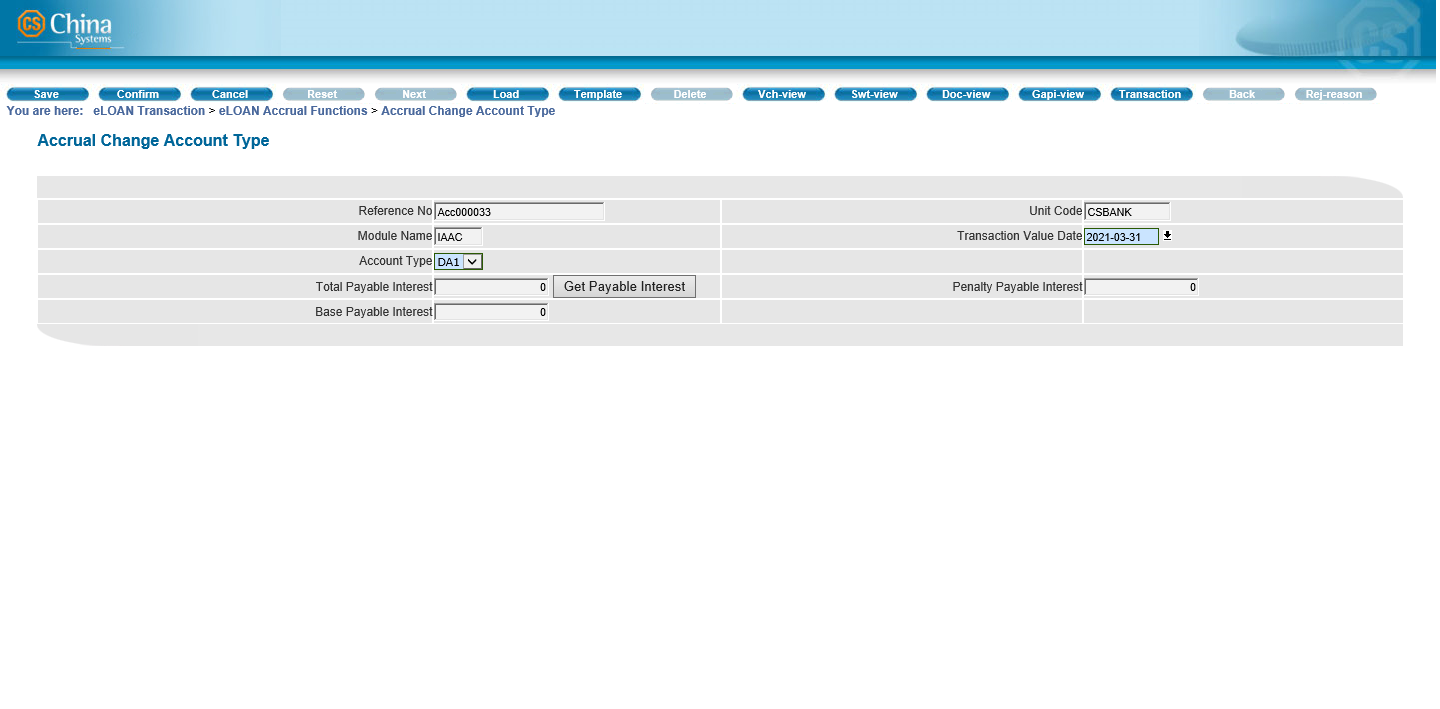 CS China
Systems
CS
Save Confirm Cancel Reset Next Load Template Delete Vch-view Swt-view Doc-view Gapi-view Transaction Back Rej-reason
You are here: eLOAN Transaction > eLOAN Accrual Functions > Accrual Change Account Type
Accrual Change Account Type
Reference No Acc000033 Unit Code CSBANK
Module Name IAAC Transaction Value Date 2021-03-31
Account Type DA1
Total Payable Interest 0 Get Payable Interest Penalty Payable Interest 0
Base Payable Interest 0